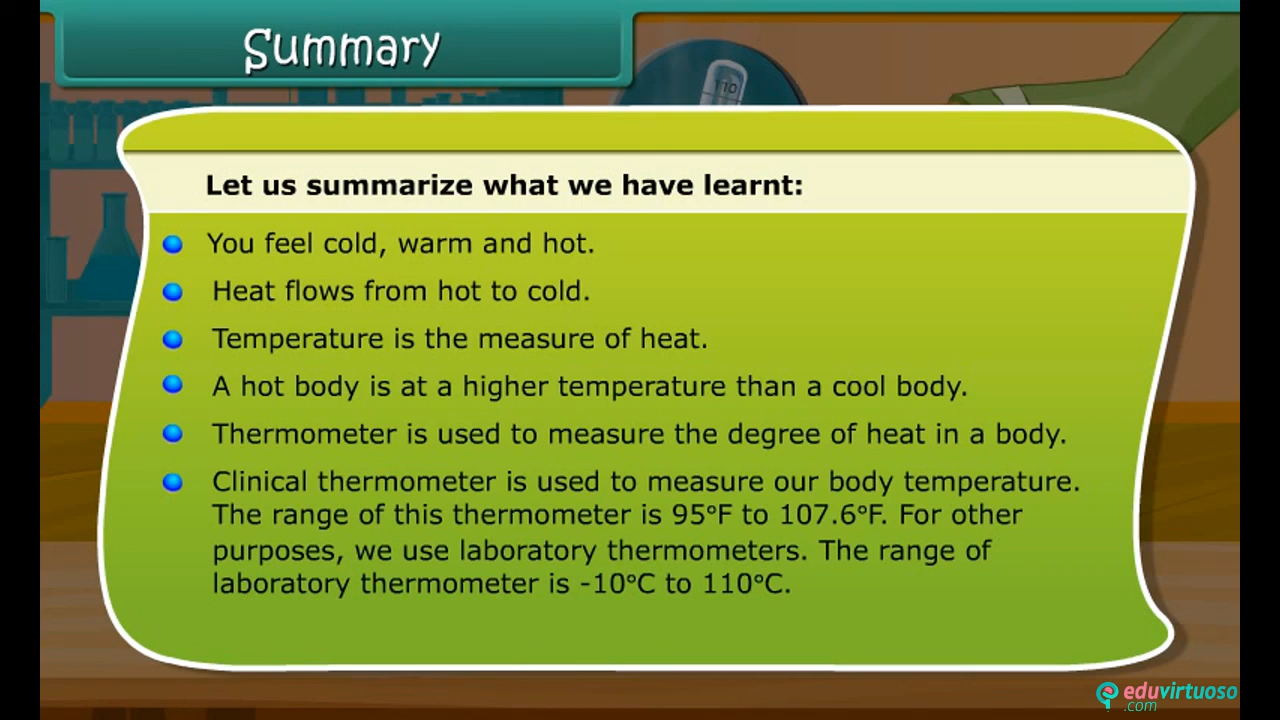 Summary
110
Let us summarize what we have learnt:
You feel cold, warm and hot.
Heat flows from hot to cold.
Temperature is the measure of heat.
A hot body is at a higher temperature than a cool body.
Thermometer is used to measure the degree of heat in a body.
Clinical thermometer is used to measure our body temperature.
The range of this thermometer is 95°F to 107.6°F. For other
purposes, we use laboratory thermometers. The range of
laboratory thermometer is -10°C to 110°C.
eduvirtuoso
.com